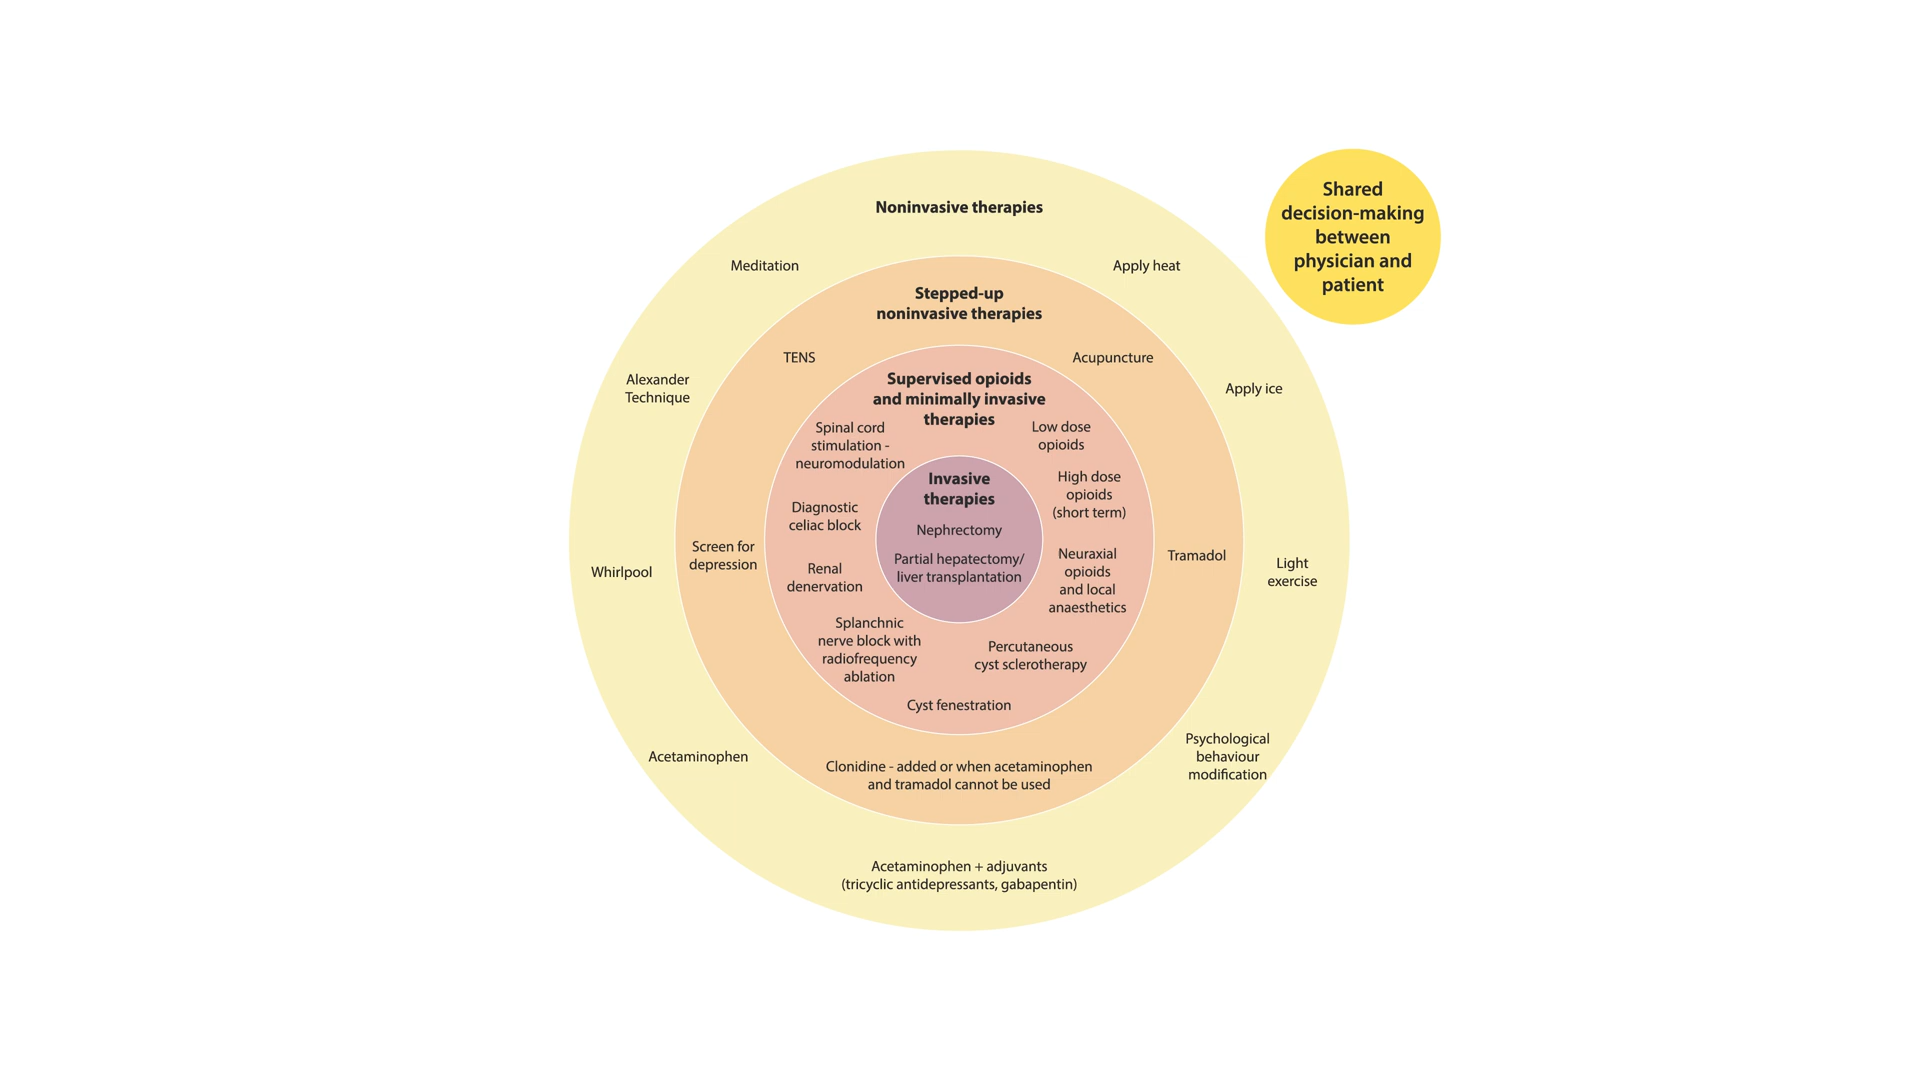 Noninvasive therapies
Shared
decision-making
between
physician and
patient
Meditation
Apply heat
Alexander
Technique
Apply ice
Whirlpool
Light
exercise
Acetaminophen
Psychological
behaviour
modification
Acetaminophen + adjuvants
(tricyclic antidepressants, gabapentin)
Stepped-up
noninvasive therapies
TENS
Acupuncture
Screen for
depression
Tramadol
Clonidine - added or when acetaminophen
and tramadol cannot be used
Supervised opioids
and minimally invasive
therapies
Spinal cord
stimulation -
neuromodulation
Low dose
opioids
Diagnostic
celiac block
High dose
opioids
(short term)
Renal
denervation
Neuraxial
opioids
and local
anaesthetics
Splanchnic
nerve block with
radiofrequency
ablation
Percutaneous
cyst sclerotherapy
Cyst fenestration
Invasive
therapies
Nephrectomy
Partial hepatectomy/
liver transplantation